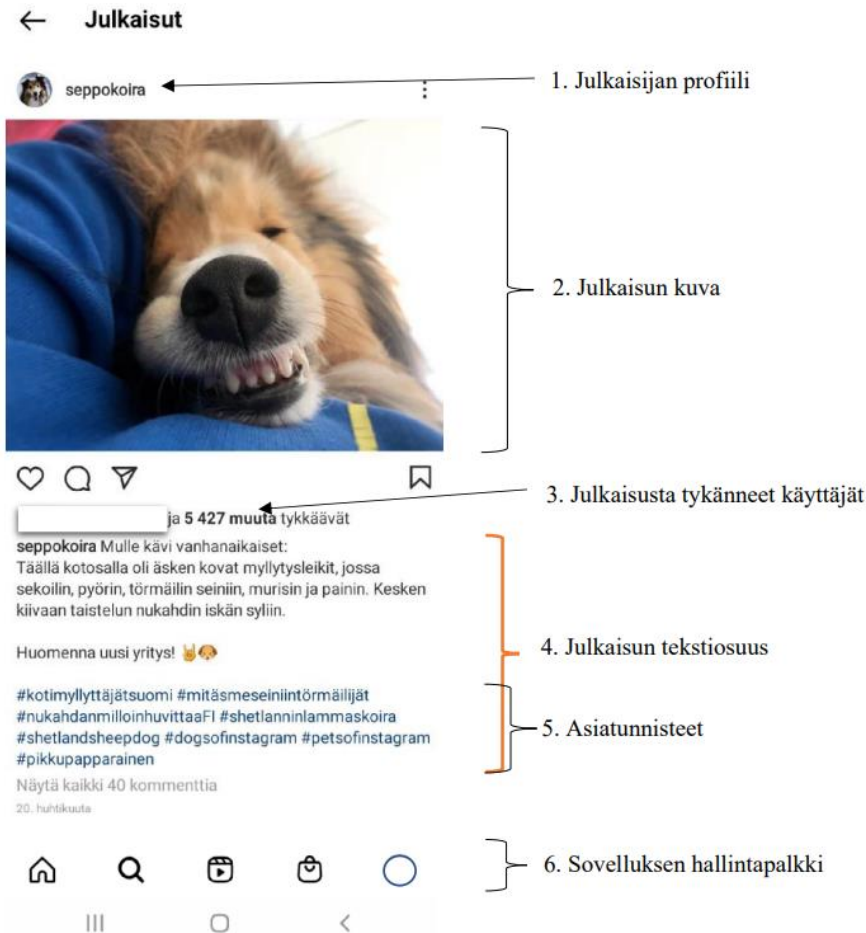 Julkaisut
seppokoira
1. Julkaisijan profiili
2. Julkaisun kuva
3. Julkaisusta tykänneet käyttäjät
ja 5 427 muuta tykkäävät
seppokoira Mulle kävi vanhanaikaiset:
Täällä kotosalla oli äsken kovat myllytysleikit, jossa
sekoilin, pyörin, törmäilin seiniin, murisin ja painin. Kesken
kiivaan taistelun nukahdin iskän syliin.
Huomenna uusi yritys! 🤘🐶
4. Julkaisun tekstiosuus
#kotimyllyttäjätsuomi #mitäsmeseiniintörmäilijät
#nukahdanmilloinhuvittaaFI #shetlanninlammaskoira
#shetlandsheepdog #dogsofinstagram #petsofinstagram
#pikkupapparainen
5. Asiatunnisteet
Näytä kaikki 40 kommenttia
20. huhtikuuta
6. Sovelluksen hallintapalkki